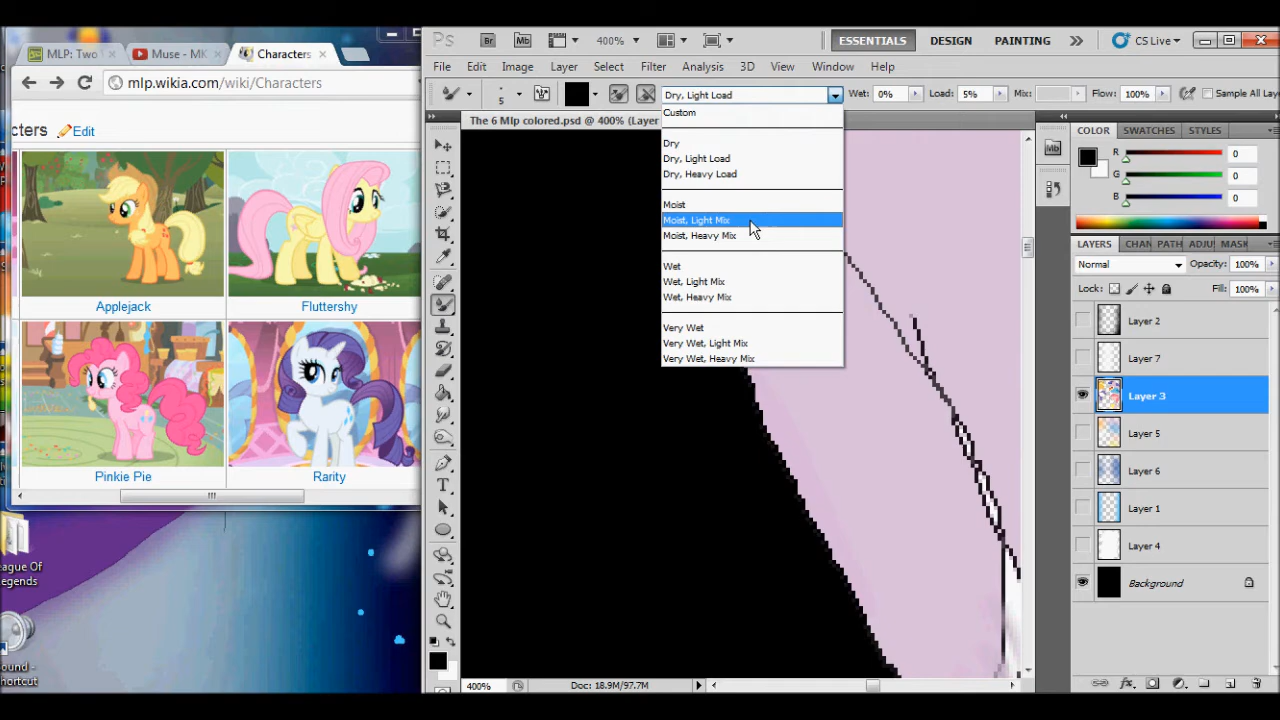 MLP: Two
Muse - MK
Characters
mlp.wikia.com/wiki/Characters
cters Edit
Applejack
Fluttershy
Pinkie Pie
Rarity
eague Of
egends
ound -
hortcut
Ps Br Mb 400% ESSENTIALS DESIGN PAINTING CS Live
File Edit Image Layer Select Filter Analysis 3D View Window Help
5 Dry, Light Load Wet: 0% Load: 5% Mix: Flow: 100% Sample All Lay
The 6 Mlp colored.psd @ 400% (Layer
Custom
Dry
Dry, Light Load
Dry, Heavy Load
Moist
Moist, Light Mix
Moist, Heavy Mix
Wet
Wet, Light Mix
Wet, Heavy Mix
Very Wet
Very Wet, Light Mix
Very Wet, Heavy Mix
T
400% Doc: 18.9M/97.7M
Mb
COLOR SWATCHES STYLES
R 0
G 0
B 0
LAYERS CHAN PATH ADJU MASK
Normal Opacity: 100%
Lock: Fill: 100%
Layer 2
Layer 7
Layer 3
Layer 5
Layer 6
Layer 1
Layer 4
Background
fx